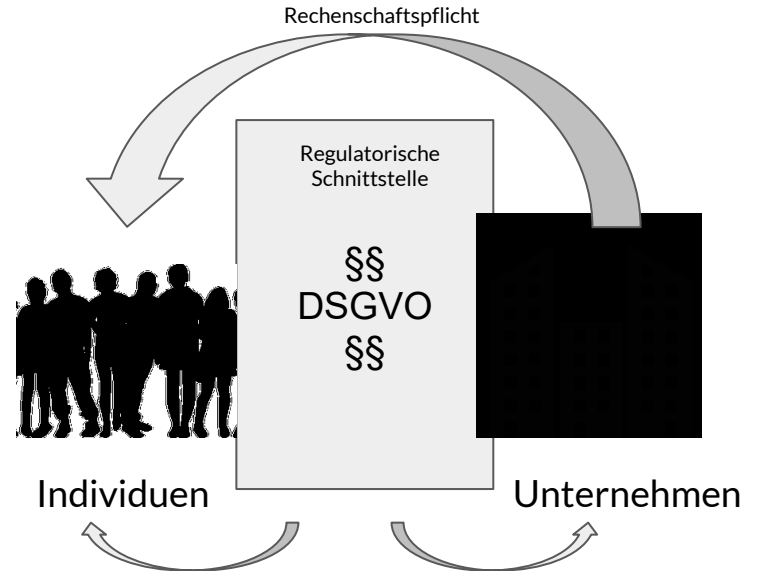 Rechenschaftspflicht
Regulatorische
Schnittstelle
§§
DSGVO
§§
Individuen
Unternehmen